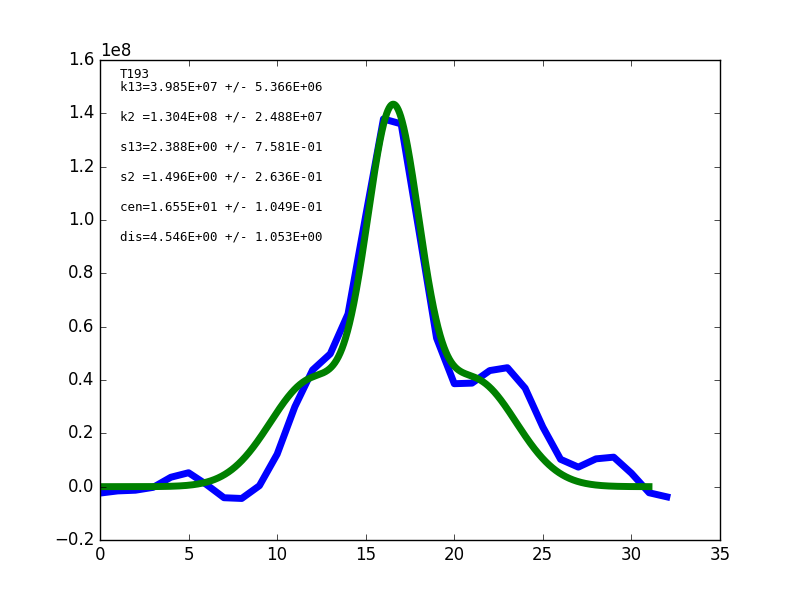 1e8
1.6
1.4
1.2
1.0
0.8
0.6
0.4
0.2
0.0
−0.2
T193
k13=3.985E+07 +/- 5.366E+06
k2 =1.304E+08 +/- 2.488E+07
s13=2.388E+00 +/- 7.581E-01
s2 =1.496E+00 +/- 2.636E-01
cen=1.655E+01 +/- 1.049E-01
dis=4.546E+00 +/- 1.053E+00
0 5 10 15 20 25 30 35